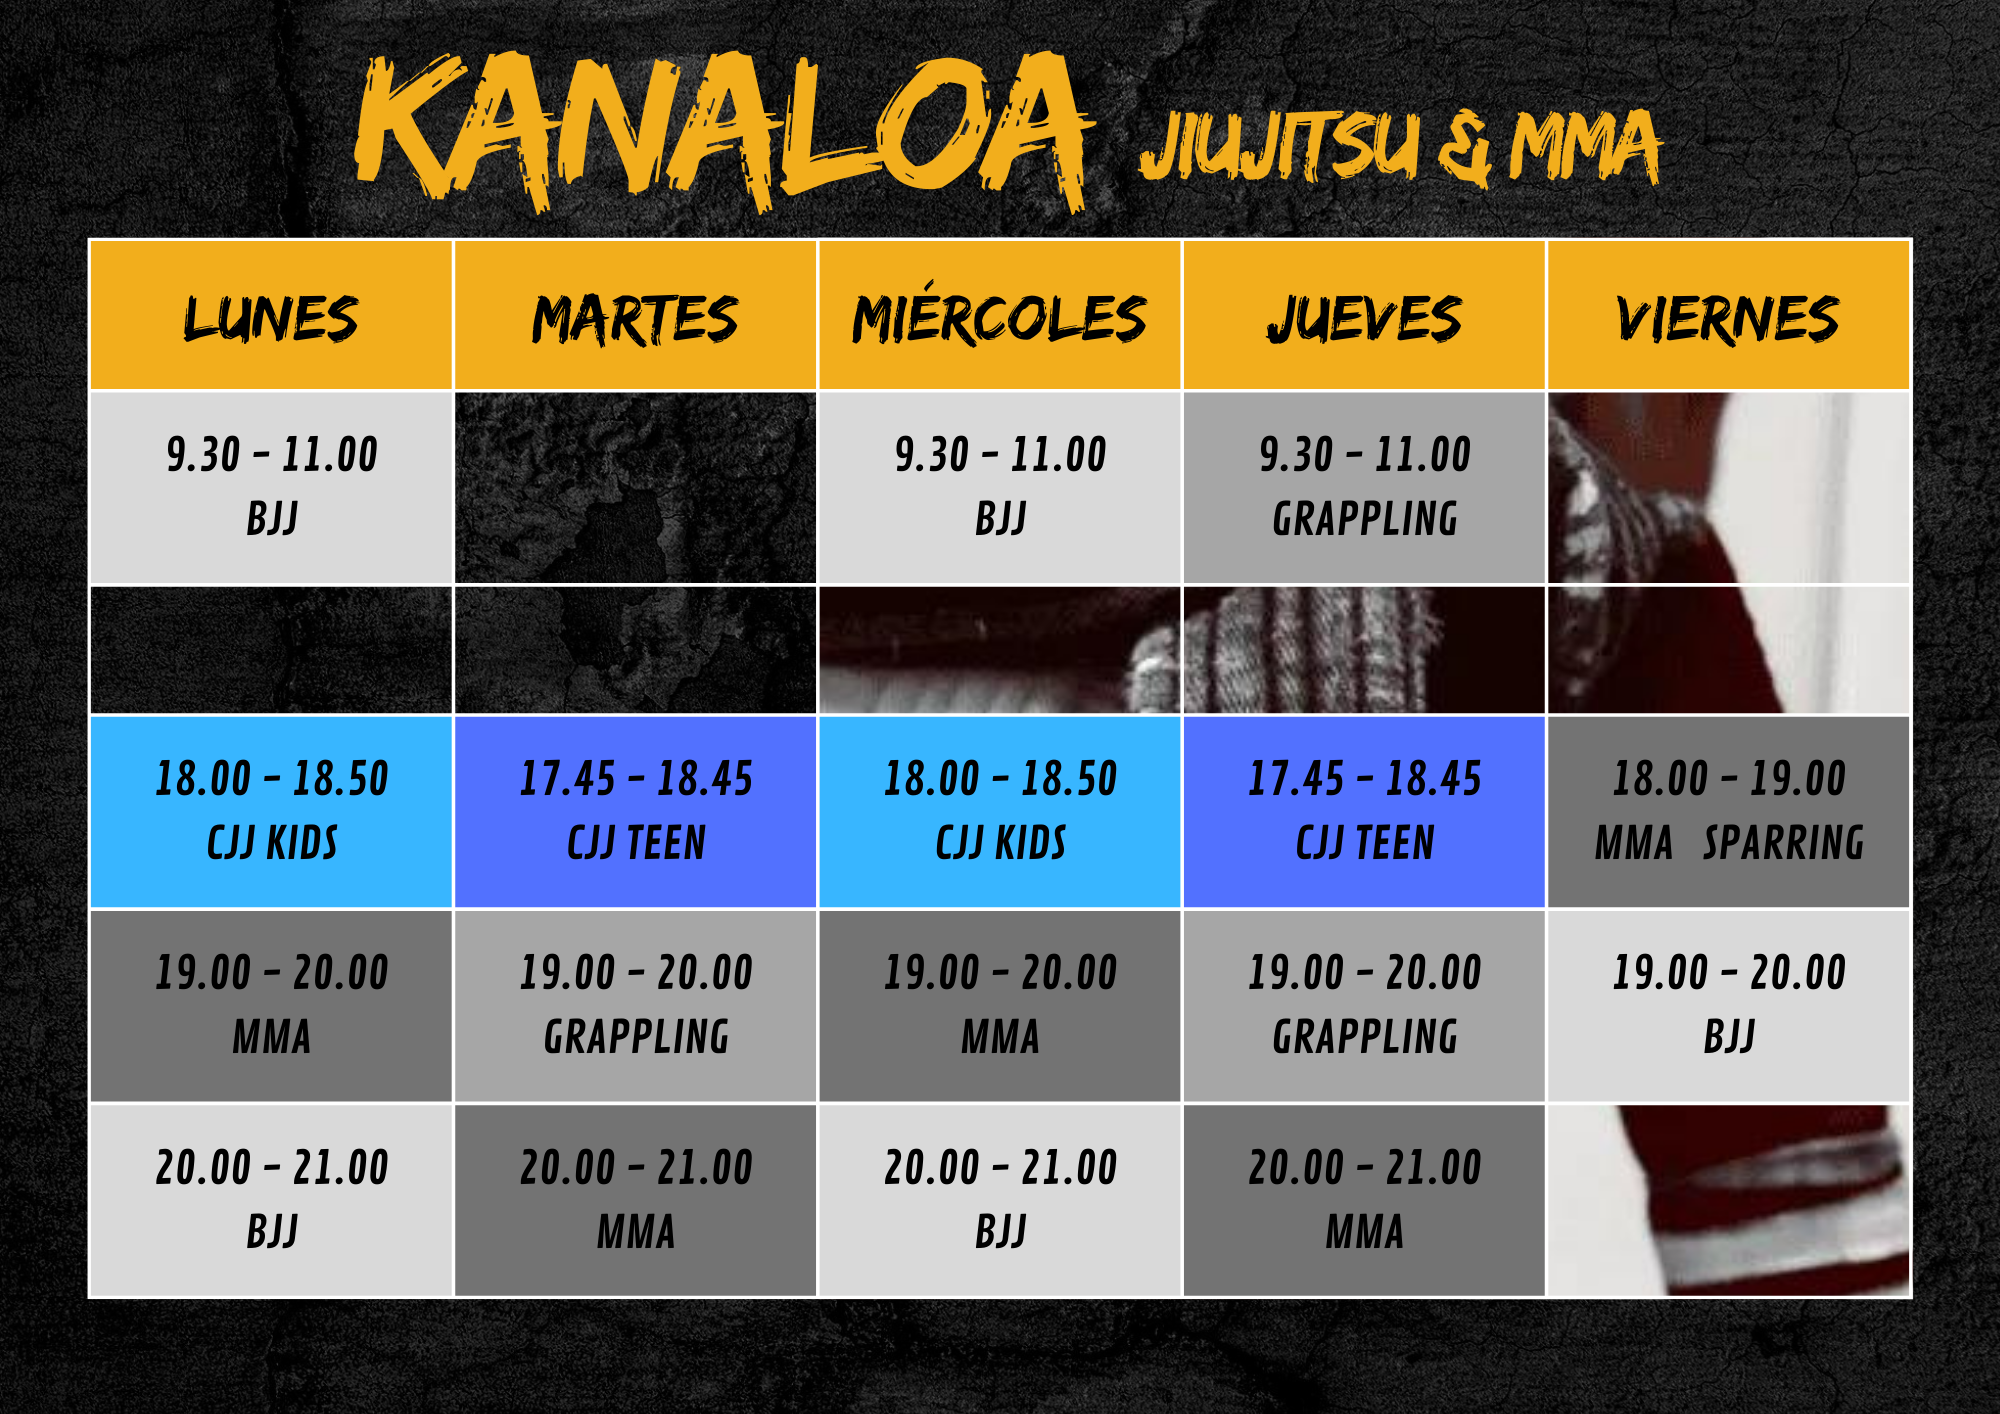 KANALOA JIUJITSU & MMA
LUNES MARTES MIÉRCOLES JUEVES VIERNES
9.30 - 11.00 9.30 - 11.00 9.30 - 11.00
BJJ BJJ GRAPPLING
18.00 - 18.50 17.45 - 18.45 18.00 - 18.50 17.45 - 18.45 18.00 - 19.00
CJJ KIDS CJJ TEEN CJJ KIDS CJJ TEEN MMA SPARRING
19.00 - 20.00 19.00 - 20.00 19.00 - 20.00 19.00 - 20.00 19.00 - 20.00
MMA GRAPPLING MMA GRAPPLING BJJ
20.00 - 21.00 20.00 - 21.00 20.00 - 21.00 20.00 - 21.00
BJJ MMA BJJ MMA